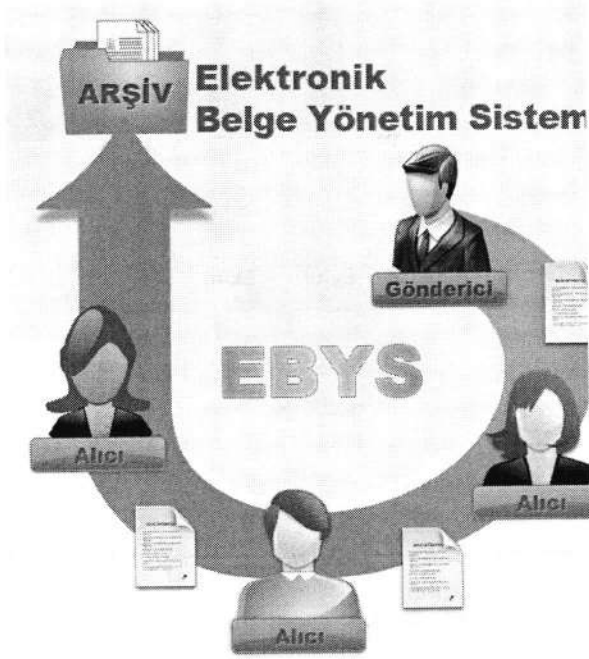 ARŞİV
Elektronik
Belge Yönetim Sistem
Gönderici
EBYS
Alıcı
Alıcı
Alıcı